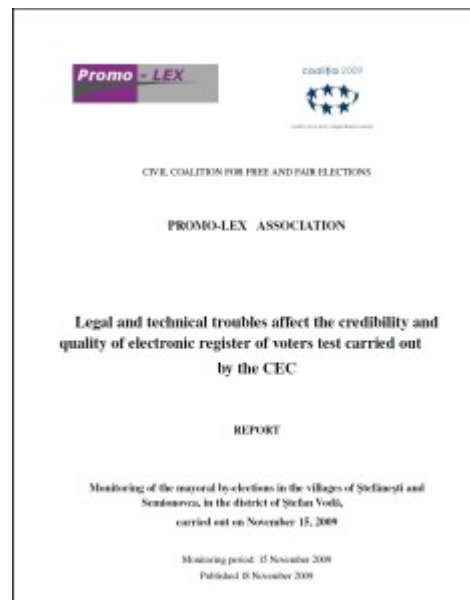 Promo - LEX
coaliția 2009
CIVIL COALITION FOR FREE AND FAIR ELECTIONS
PROMO-LEX ASSOCIATION
Legal and technical troubles affect the credibility and
quality of electronic register of voters test carried out
by the CEC
REPORT
Monitoring of the mayoral by-elections in the villages of Ștefănești and
Semionovca, in the district of Ștefan Vodă,
carried out on November 15, 2009
Monitoring period: 15 November 2009
Published 18 November 2009